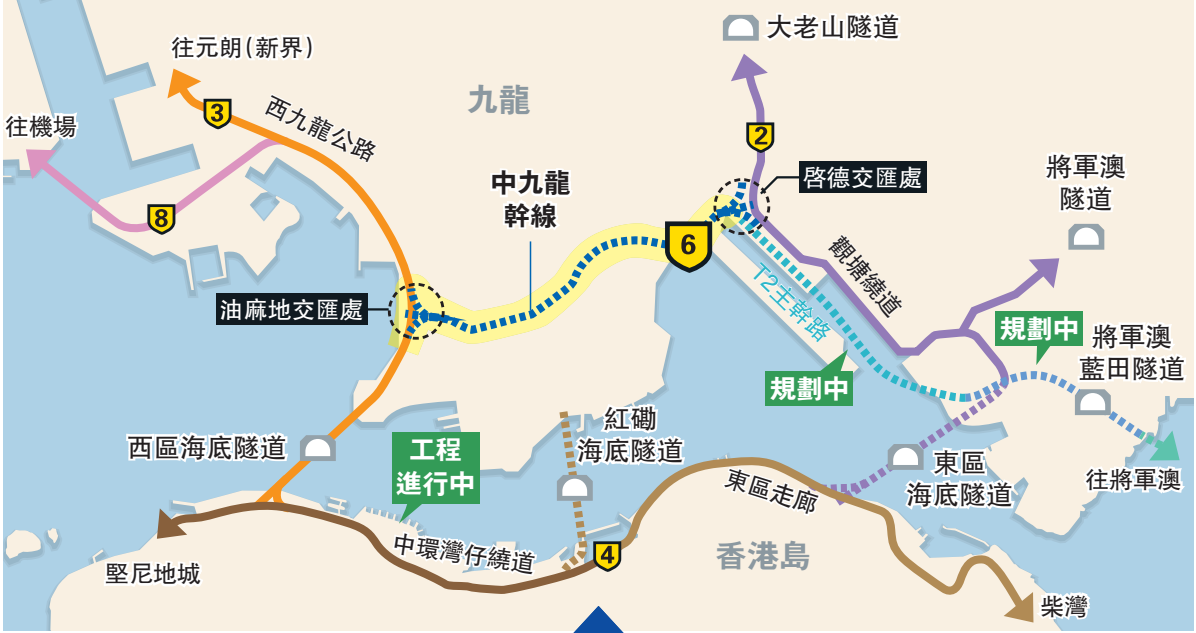 大老山隧道
往元朗(新界)
3
西九龍公路
九龍
往機場
2
8
中九龍
幹線
啓德交匯處
將軍澳
隧道
6
觀塘繞道
T2主幹路
油麻地交匯處
規劃中
將軍澳
藍田隧道
規劃中
紅磡
海底隧道
西區海底隧道
工程
進行中
東區
海底隧道
往將軍澳
東區走廊
中環灣仔繞道
4
香港島
堅尼地城
柴灣